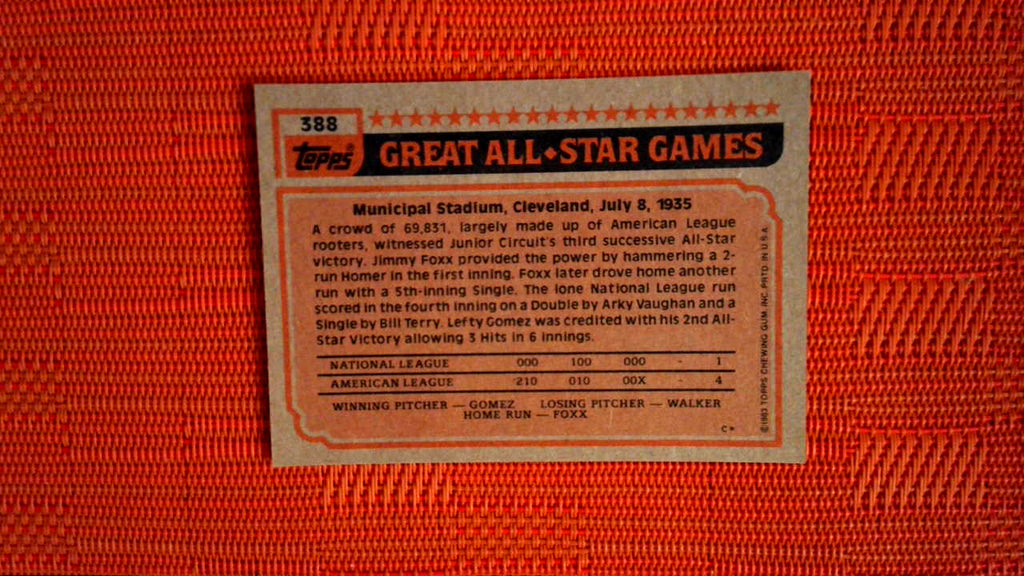 388
Topps
GREAT ALL◆STAR GAMES
Municipal Stadium, Cleveland, July 8, 1935
A crowd of 69,831, largely made up of American League
rooters, witnessed Junior Circuit's third successive All-Star
victory. Jimmy Foxx provided the power by hammering a 2-
run Homer in the first inning. Foxx later drove home another
run with a 5th-inning Single. The lone National League run
scored in the fourth inning on a Double by Arky Vaughan and a
Single by Bill Terry. Lefty Gomez was credited with his 2nd All-
Star Victory allowing 3 Hits in 6 innings.
NATIONAL LEAGUE 000 100 000 - 1
AMERICAN LEAGUE 210 010 00X - 4
WINNING PITCHER — GOMEZ LOSING PITCHER — WALKER
HOME RUN — FOXX
C*
©1983 TOPPS CHEWING GUM, INC. PRTD. IN U.S.A.